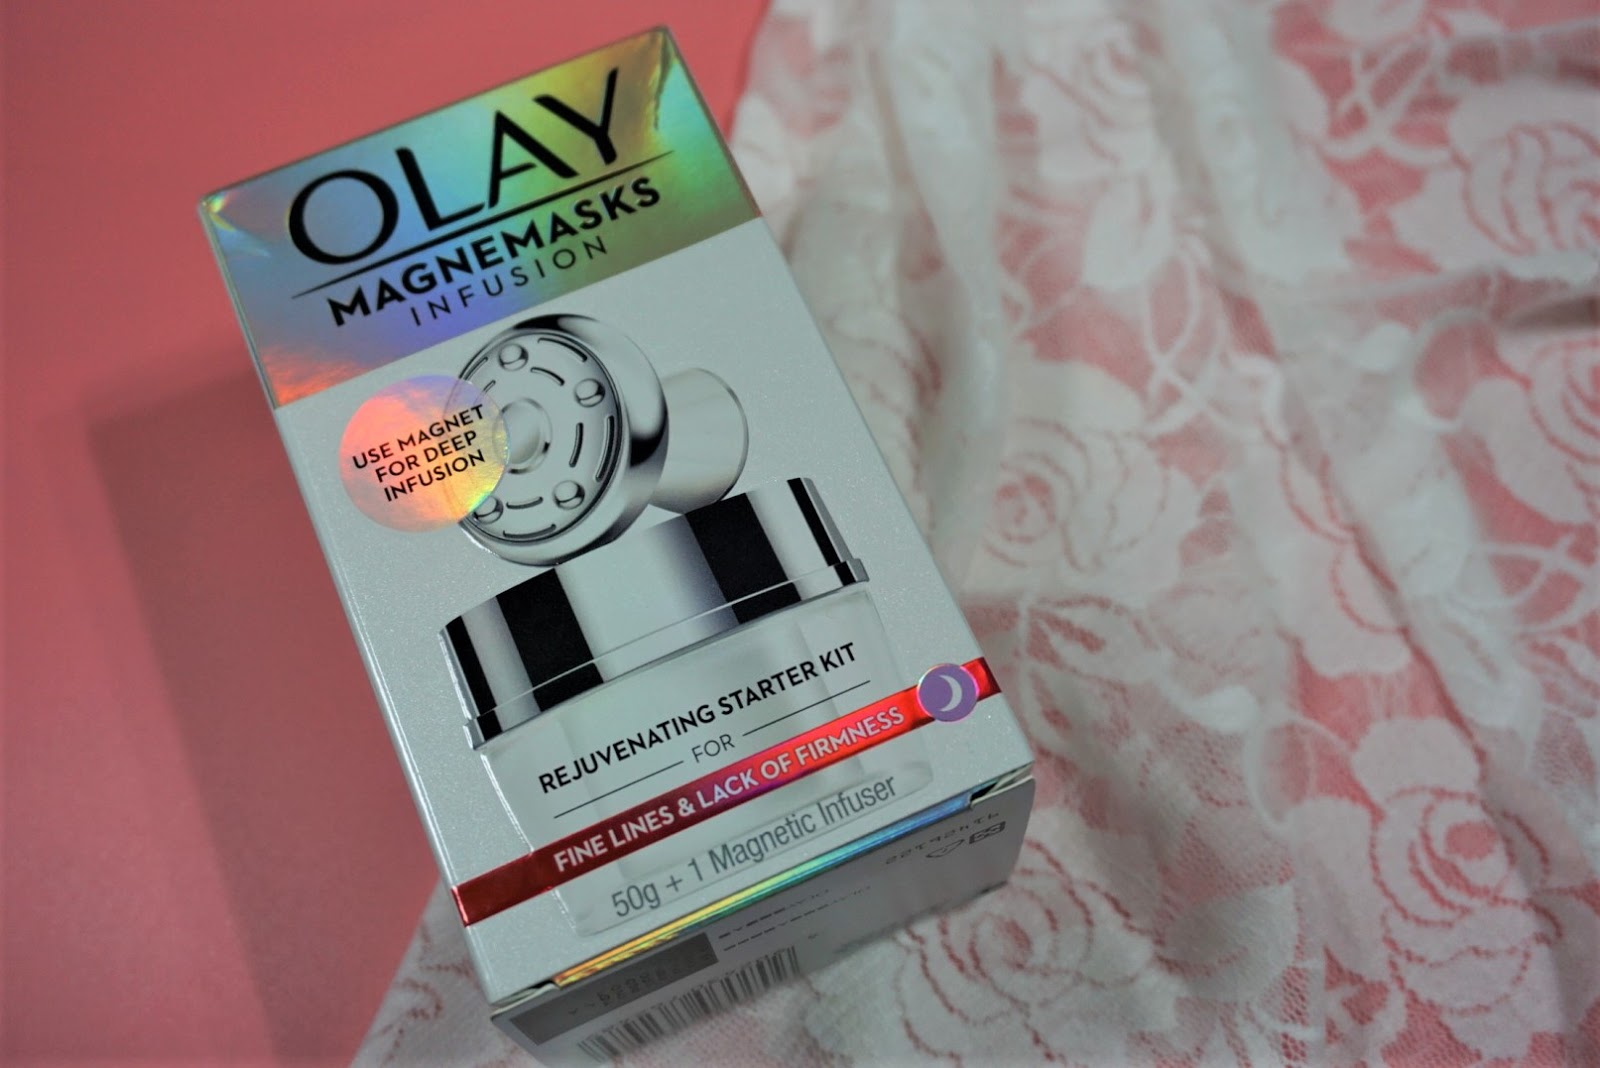 OLAY
MAGNEMASKS
INFUSION
USE MAGNET
FOR DEEP
INFUSION
REJUVENATING STARTER KIT
FOR
FINE LINES & LACK OF FIRMNESS
50g + 1 Magnetic Infuser